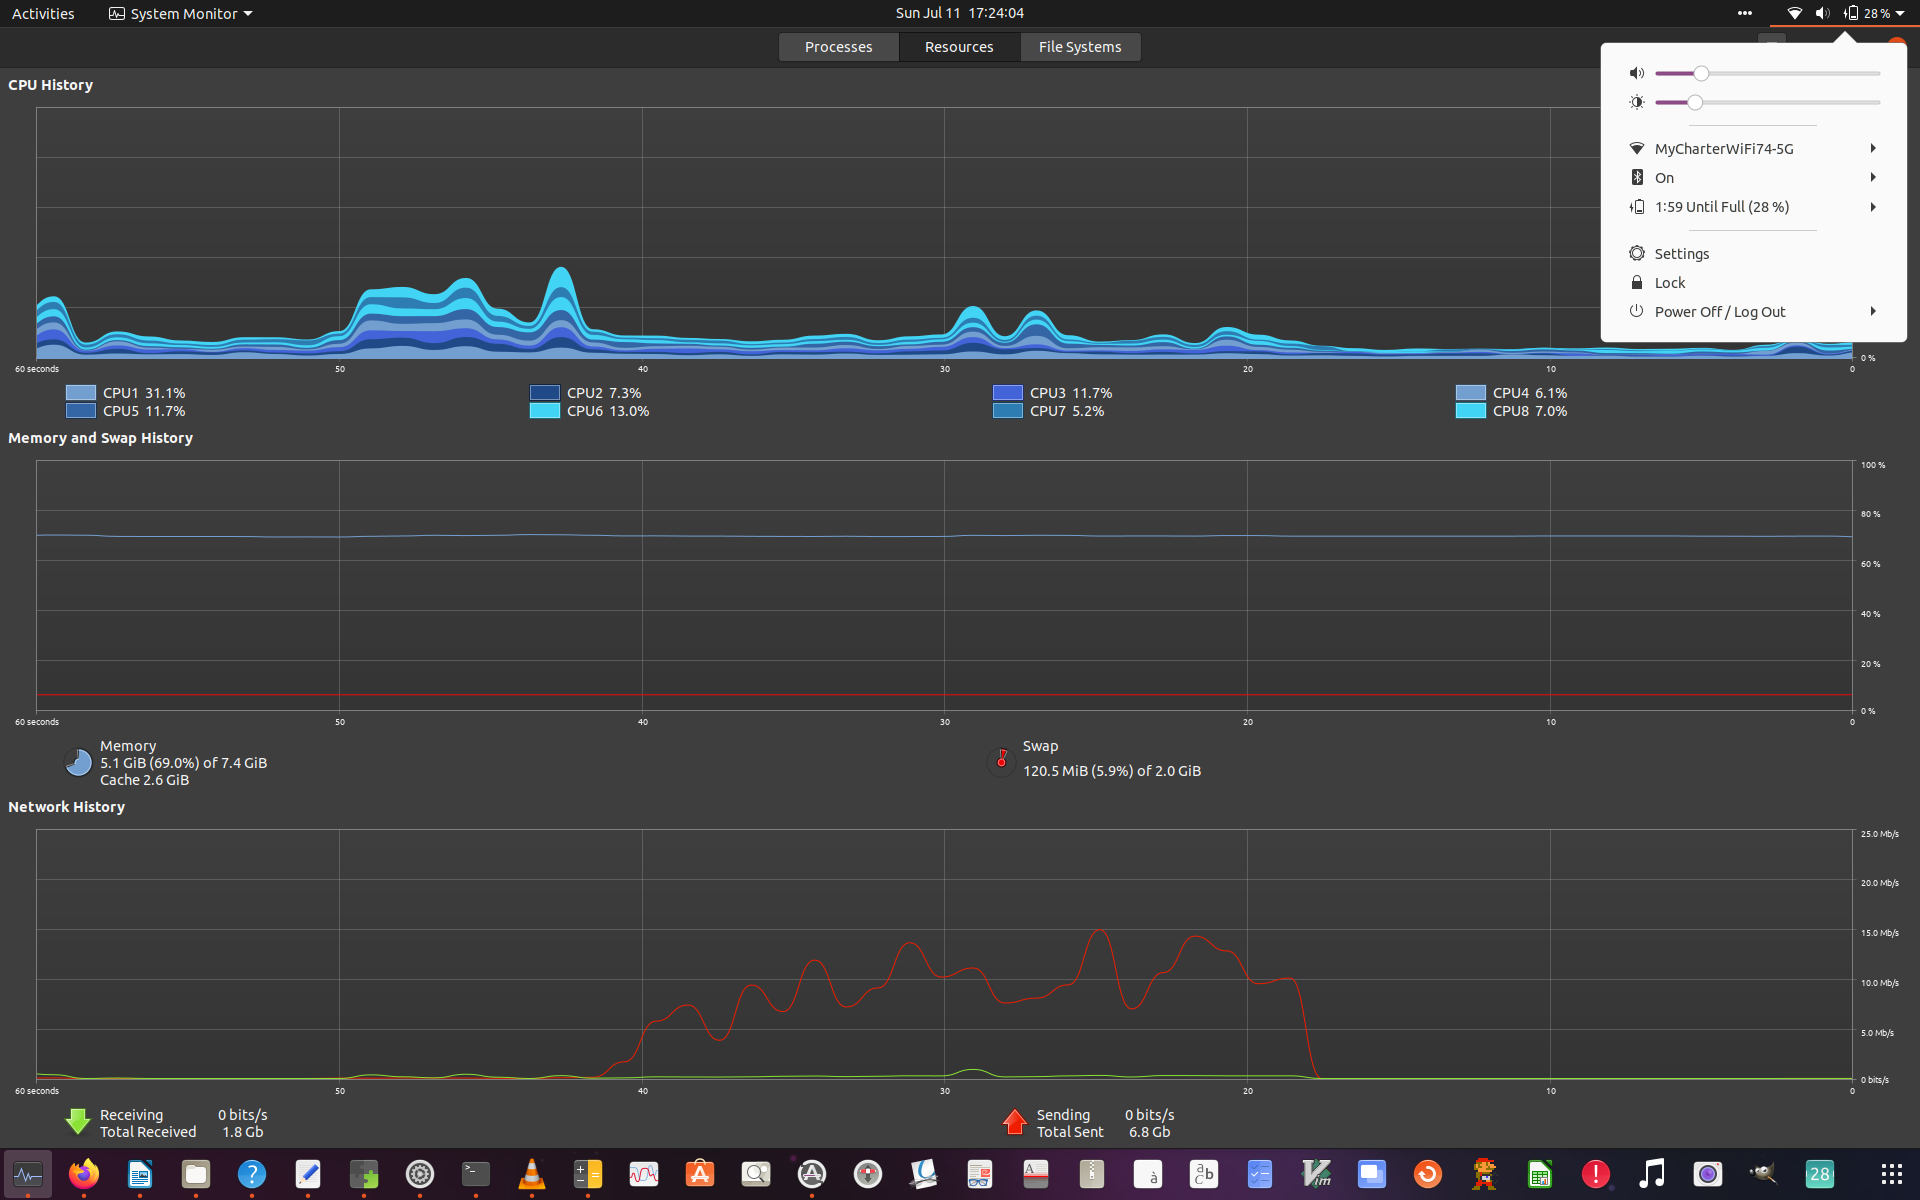 Activities
System Monitor
Sun Jul 11 17:24:04
28 %
Processes
Resources
File Systems
MyCharterWiFi74-5G
On
1:59 Until Full (28 %)
Settings
Lock
Power Off / Log Out
CPU History
0 %
60 seconds 50 40 30 20 10 0
CPU1 31.1% CPU2 7.3% CPU3 11.7% CPU4 6.1%
CPU5 11.7% CPU6 13.0% CPU7 5.2% CPU8 7.0%
Memory and Swap History
100 %
80 %
60 %
40 %
20 %
0 %
60 seconds 50 40 30 20 10 0
Memory
5.1 GiB (69.0%) of 7.4 GiB
Cache 2.6 GiB
Swap
120.5 MiB (5.9%) of 2.0 GiB
Network History
25.0 Mb/s
20.0 Mb/s
15.0 Mb/s
10.0 Mb/s
5.0 Mb/s
0 bits/s
60 seconds 50 40 30 20 10 0
Receiving 0 bits/s
Total Received 1.8 Gb
Sending 0 bits/s
Total Sent 6.8 Gb
28